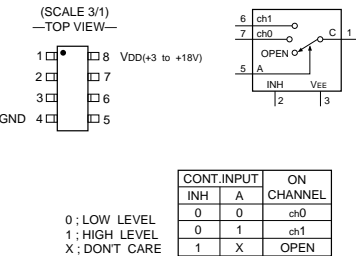 (SCALE 3/1)
—TOP VIEW—
1 8 VDD(+3 to +18V)
2 7
3 6
GND 4 5
6 ch1
7 ch0 C 1
OPEN
5 A
INH VEE
2 3
CONT.INPUT ON CHANNEL
INH A
0 0 ch0
0 1 ch1
1 X OPEN
0 ; LOW LEVEL
1 ; HIGH LEVEL
X ; DON'T CARE